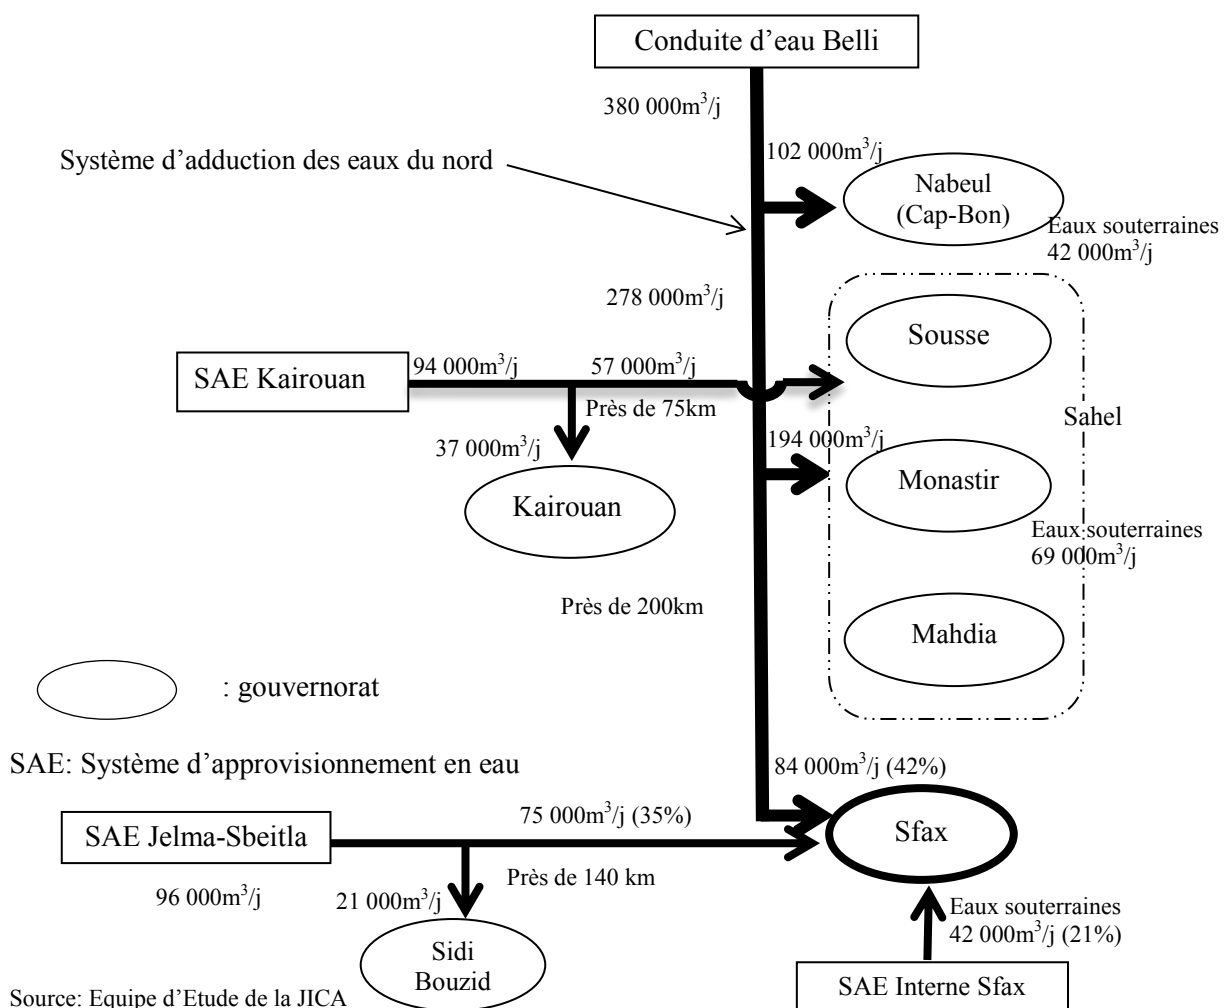 Conduite d’eau Belli
380 000m³/j
Système d’adduction des eaux du nord
102 000m³/j
Nabeul
(Cap-Bon)
Eaux souterraines
42 000m³/j
278 000m³/j
Sousse
SAE Kairouan
94 000m³/j
57 000m³/j
Près de 75km
Sahel
37 000m³/j
194 000m³/j
Monastir
Kairouan
Eaux souterraines
69 000m³/j
Près de 200km
Mahdia
: gouvernorat
SAE: Système d’approvisionnement en eau
84 000m³/j (42%)
75 000m³/j (35%)
SAE Jelma-Sbeitla
Sfax
Près de 140 km
96 000m³/j
21 000m³/j
Eaux souterraines
42 000m³/j (21%)
Sidi
Bouzid
SAE Interne Sfax
Source: Equipe d’Etude de la JICA